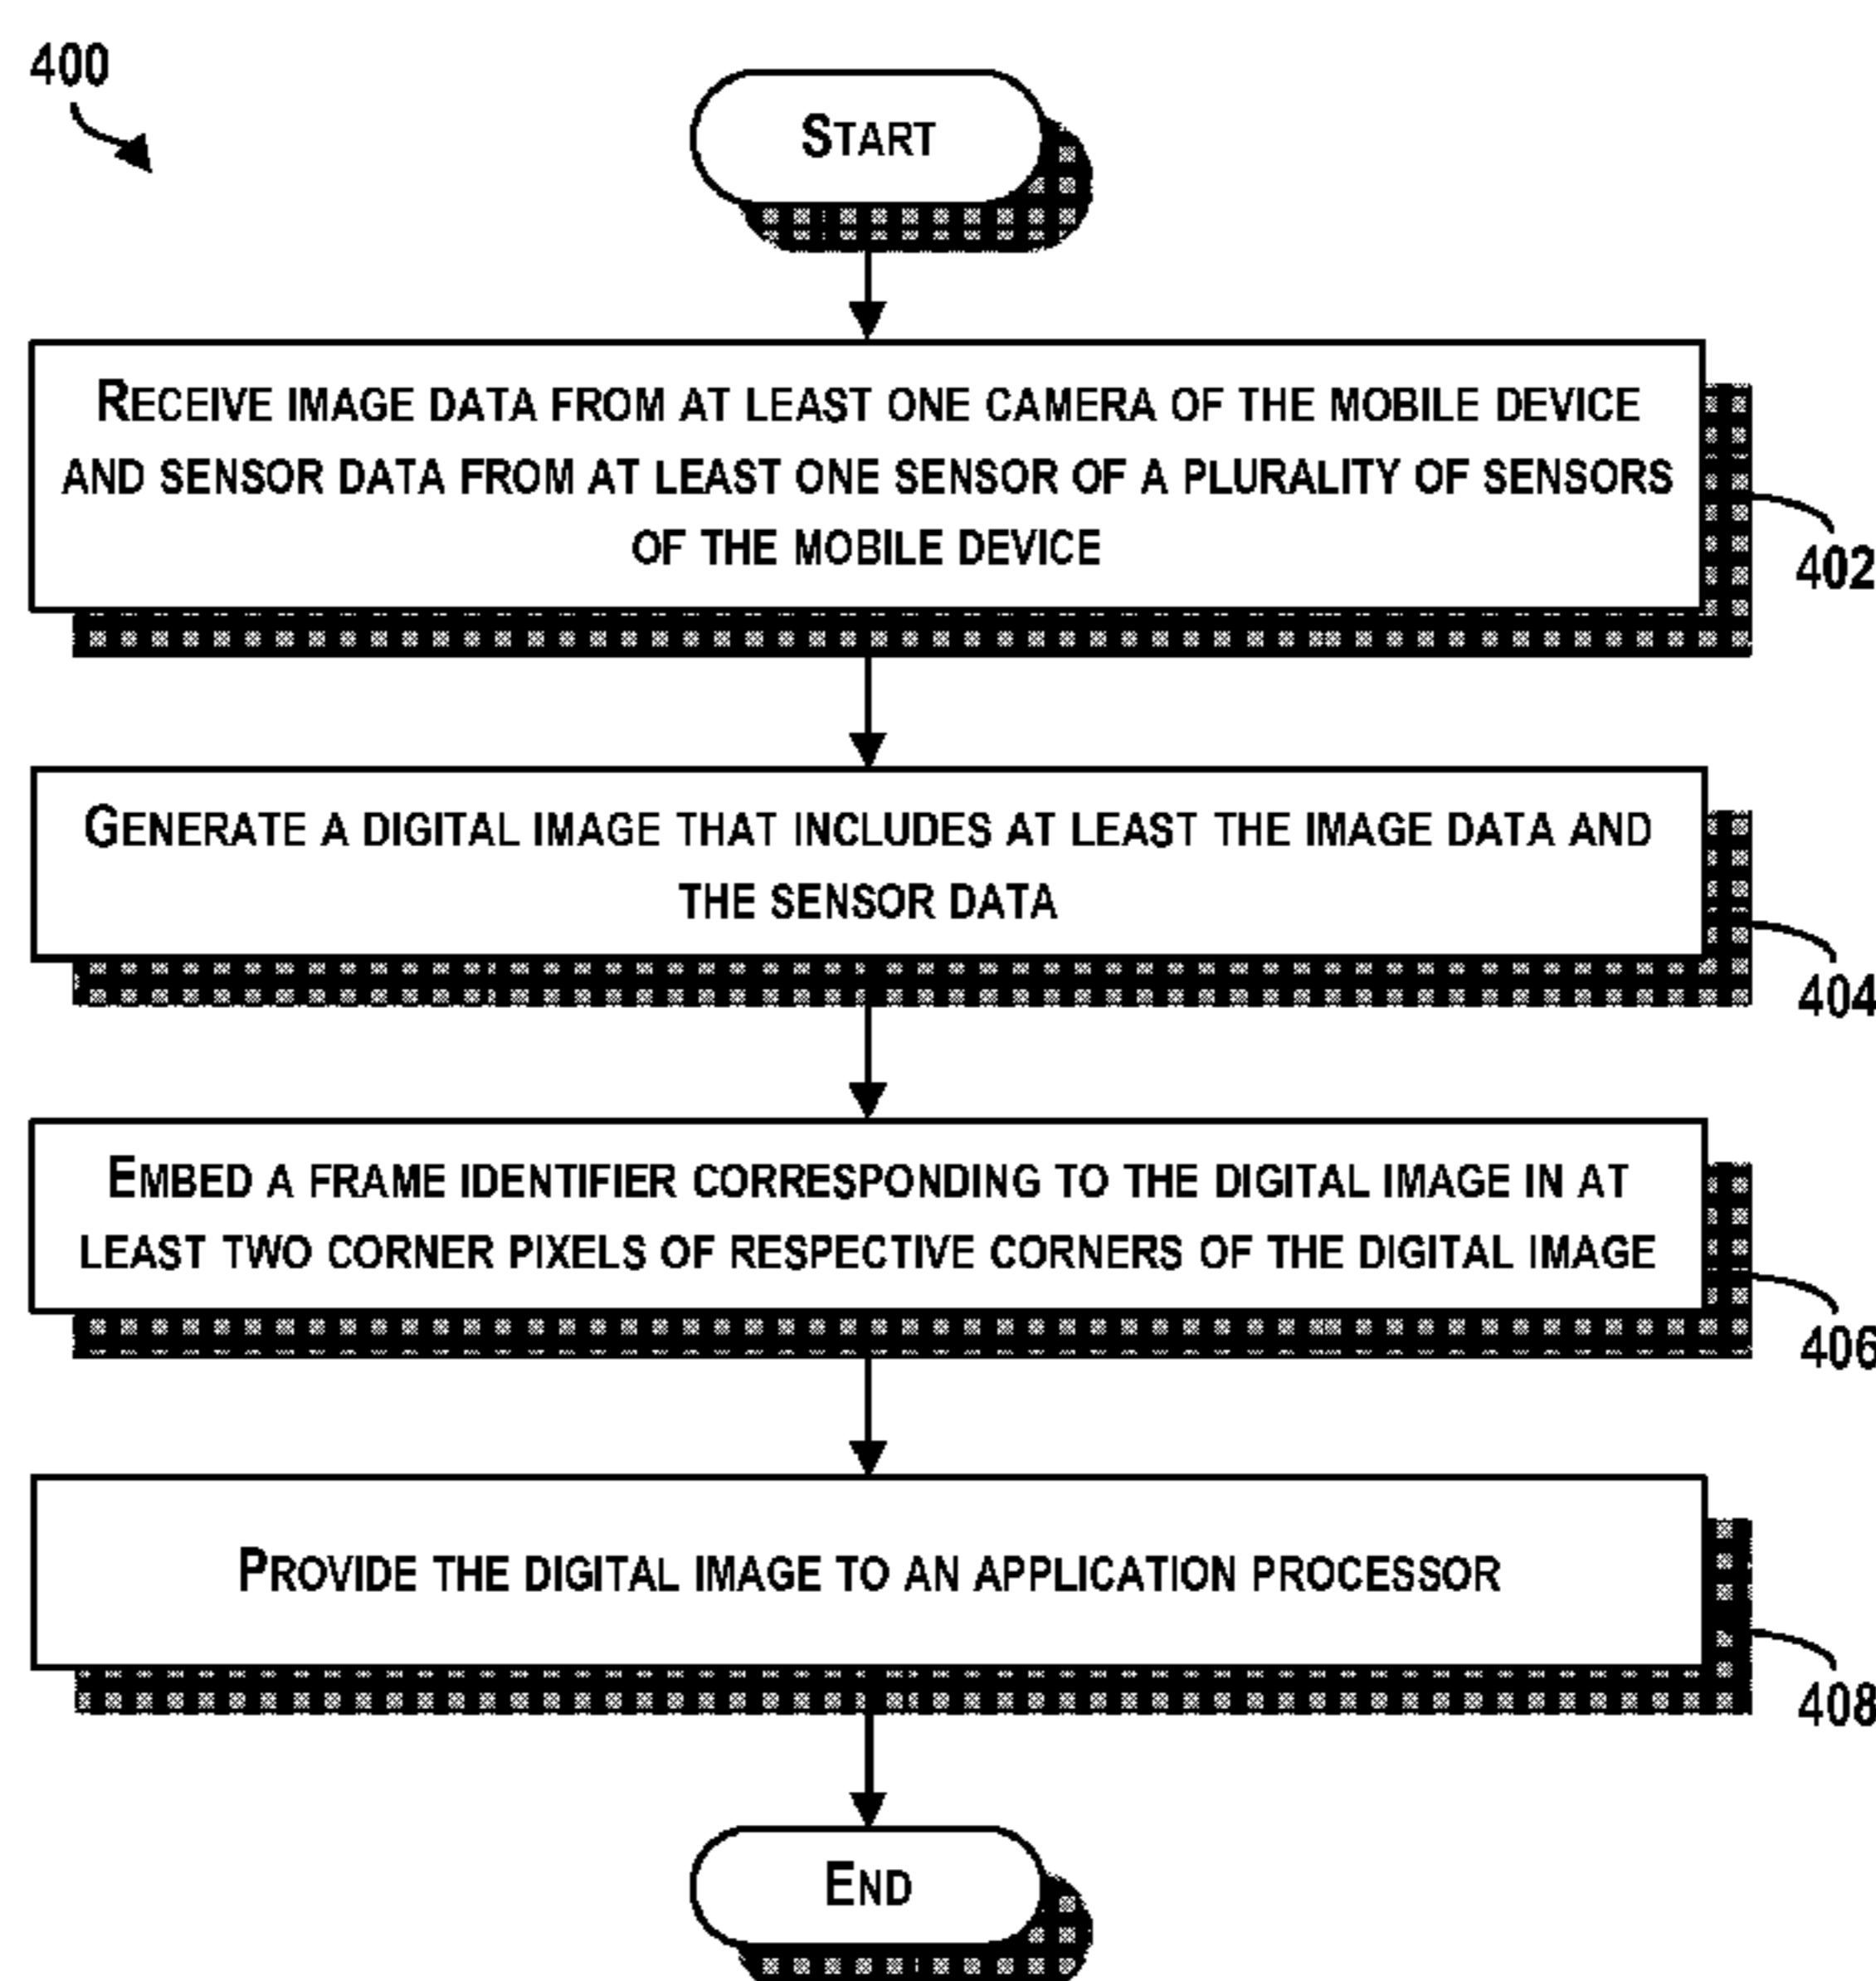 400
START
RECEIVE IMAGE DATA FROM AT LEAST ONE CAMERA OF THE MOBILE DEVICE
AND SENSOR DATA FROM AT LEAST ONE SENSOR OF A PLURALITY OF SENSORS
OF THE MOBILE DEVICE
402
GENERATE A DIGITAL IMAGE THAT INCLUDES AT LEAST THE IMAGE DATA AND
THE SENSOR DATA
404
EMBED A FRAME IDENTIFIER CORRESPONDING TO THE DIGITAL IMAGE IN AT
LEAST TWO CORNER PIXELS OF RESPECTIVE CORNERS OF THE DIGITAL IMAGE
406
PROVIDE THE DIGITAL IMAGE TO AN APPLICATION PROCESSOR
408
END